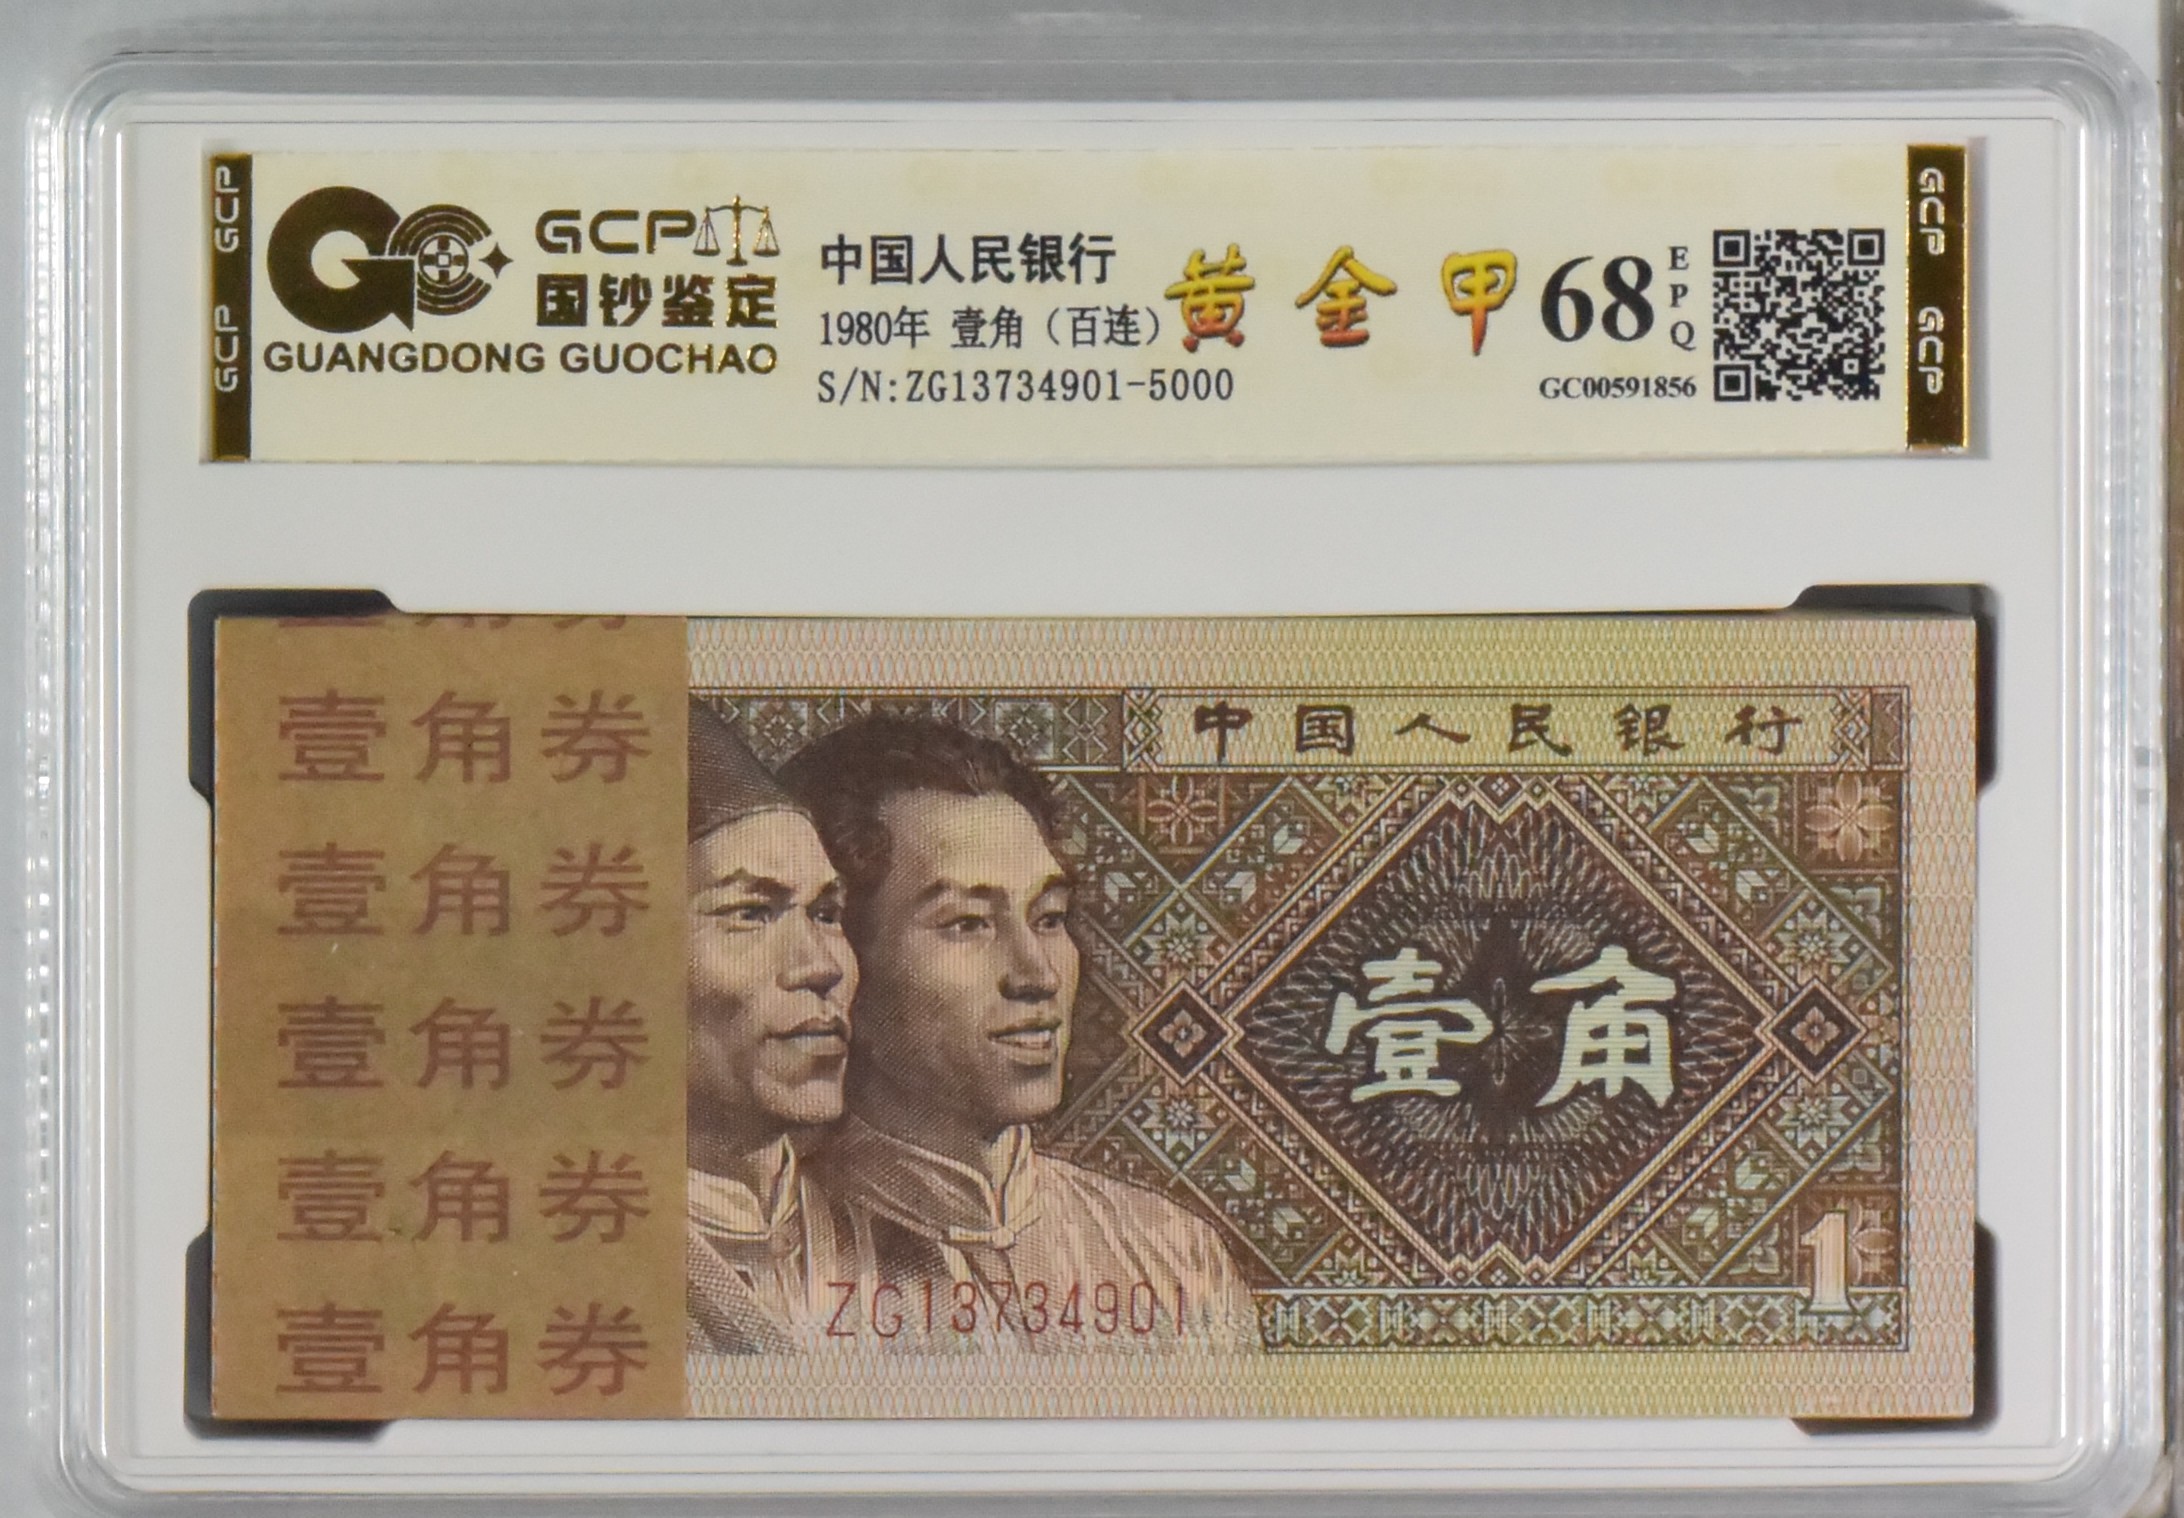 GCP
国钞鉴定
GUANGDONG GUOCHAO
中国人民银行
1980年 壹角（百连）
S/N:ZG13734901-5000
黄金甲
68
EPQ
GC00591856
GCP
GCP
GCP
GCP
壹角券
壹角券
壹角券
壹角券
壹角券
壹角券
中国人民银行
壹角
1
ZG13734901